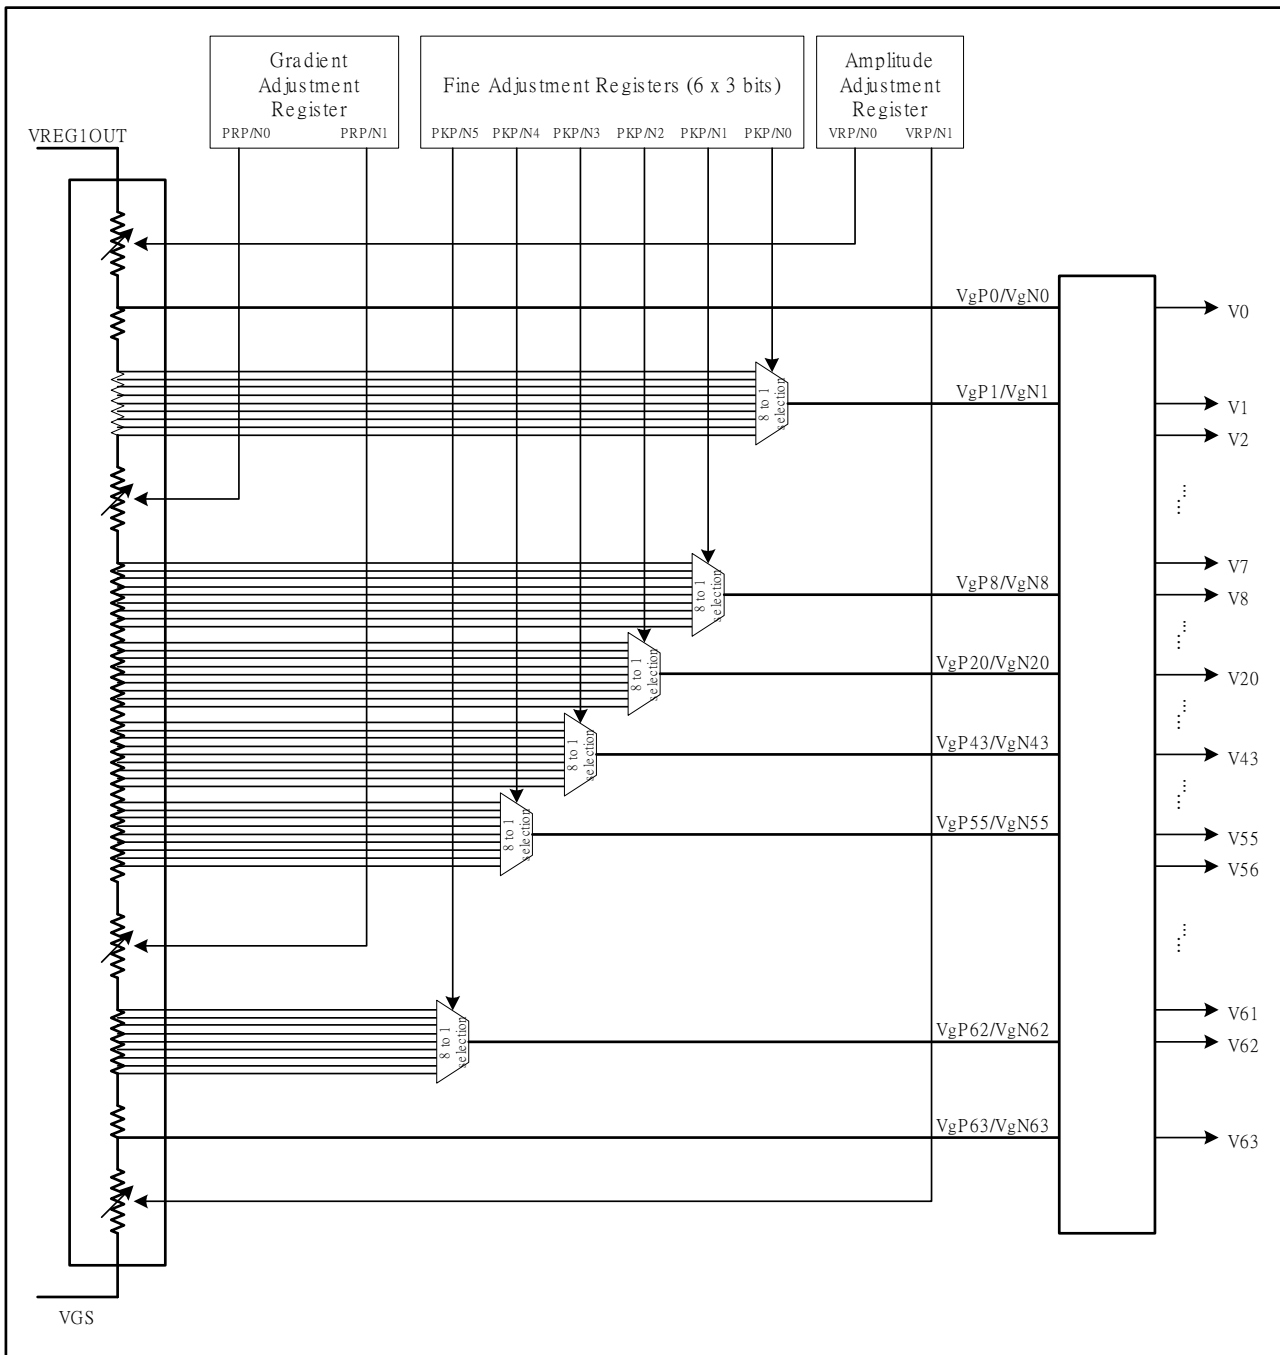 Gradient
Adjustment
Register
PRP/N0 PRP/N1
Fine Adjustment Registers (6 x 3 bits)
PKP/N5 PKP/N4 PKP/N3 PKP/N2 PKP/N1 PKP/N0
Amplitude
Adjustment
Register
VRP/N0 VRP/N1
VREG1OUT
VgP0/VgN0
V0
8 to 1
selection
VgP1/VgN1
V1
V2
V7
8 to 1
selection
VgP8/VgN8
V8
8 to 1
selection
VgP20/VgN20
V20
8 to 1
selection
VgP43/VgN43
V43
8 to 1
selection
VgP55/VgN55
V55
V56
V61
8 to 1
selection
VgP62/VgN62
V62
VgP63/VgN63
V63
VGS